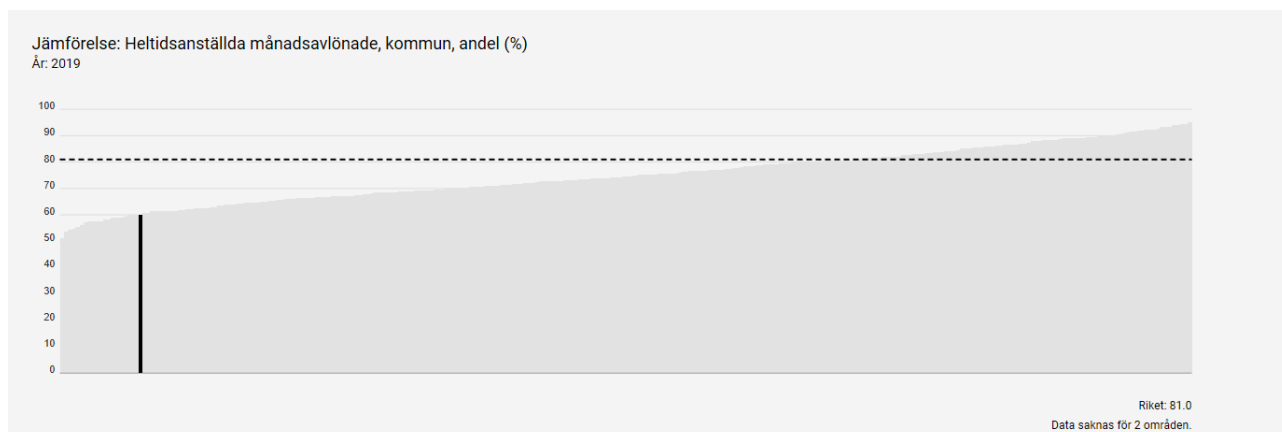 Jämförelse: Heltidsanställda månadsavlönade, kommun, andel (%)
År: 2019
100
90
80
70
60
50
40
30
20
10
0
Riket: 81.0
Data saknas för 2 områden.